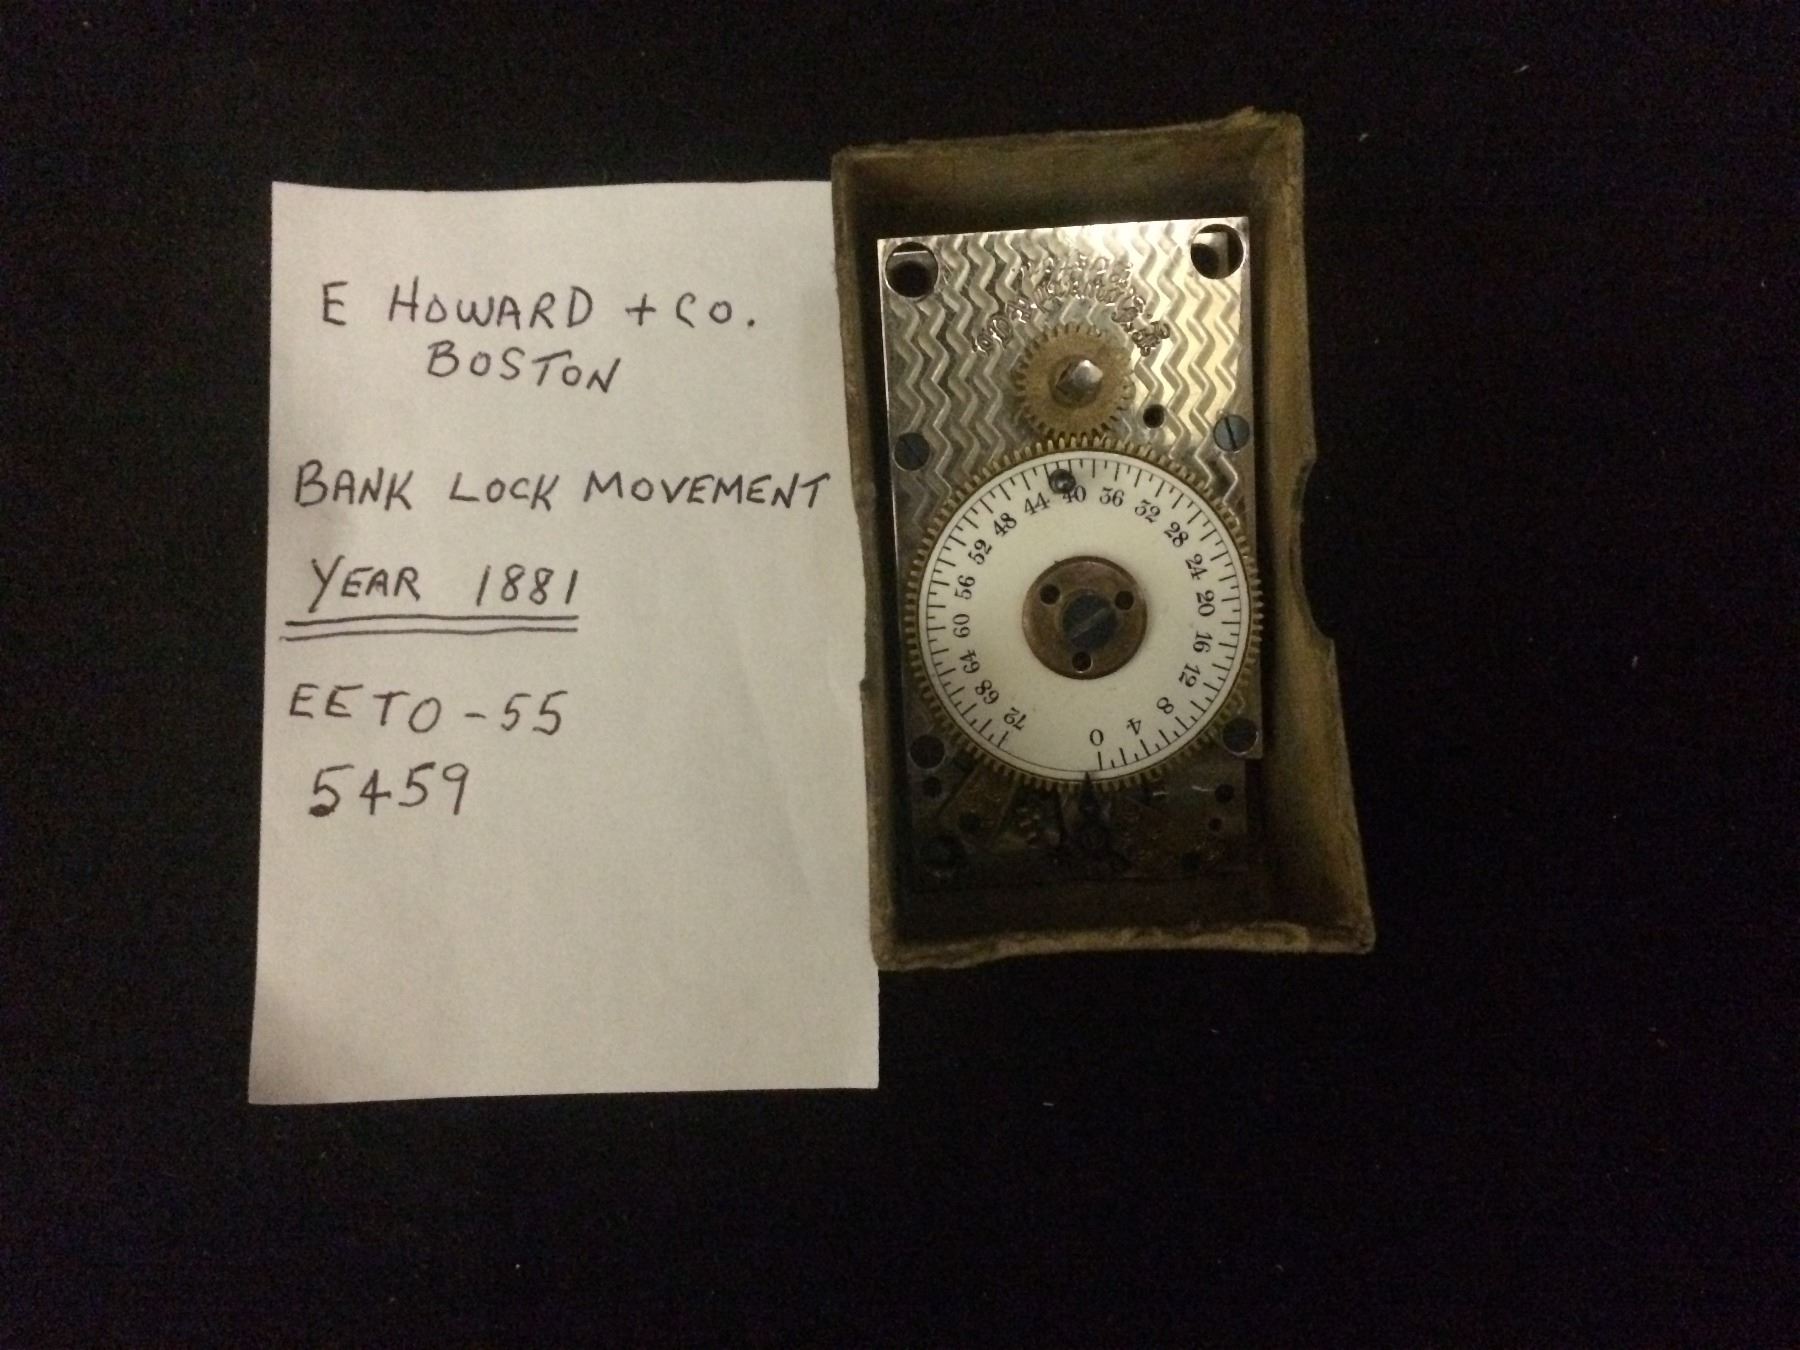 E HOWARD + CO.
BOSTON
BANK LOCK MOVEMENT
YEAR 1881
EETO - 55
5459
0 4 8 12 16 20 24 28 32 36 40 44 48 52 56 60 64 68 72